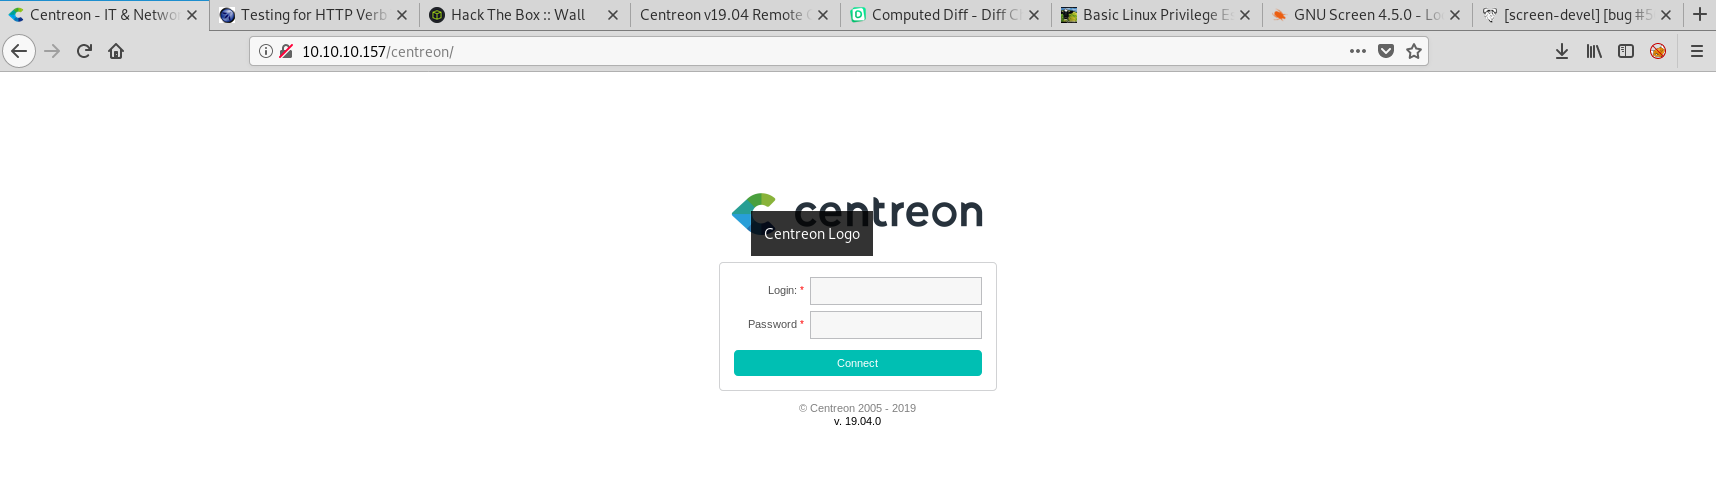 Centreon - IT & Netwo
Testing for HTTP Verb
Hack The Box :: Wall
Centreon v19.04 Remote
Computed Diff - Diff Ch
Basic Linux Privilege Es
GNU Screen 4.5.0 - Lo
[screen-devel] [bug #5
10.10.10.157/centreon/
centreon
Centreon Logo
Login: *
Password *
Connect
© Centreon 2005 - 2019
v. 19.04.0